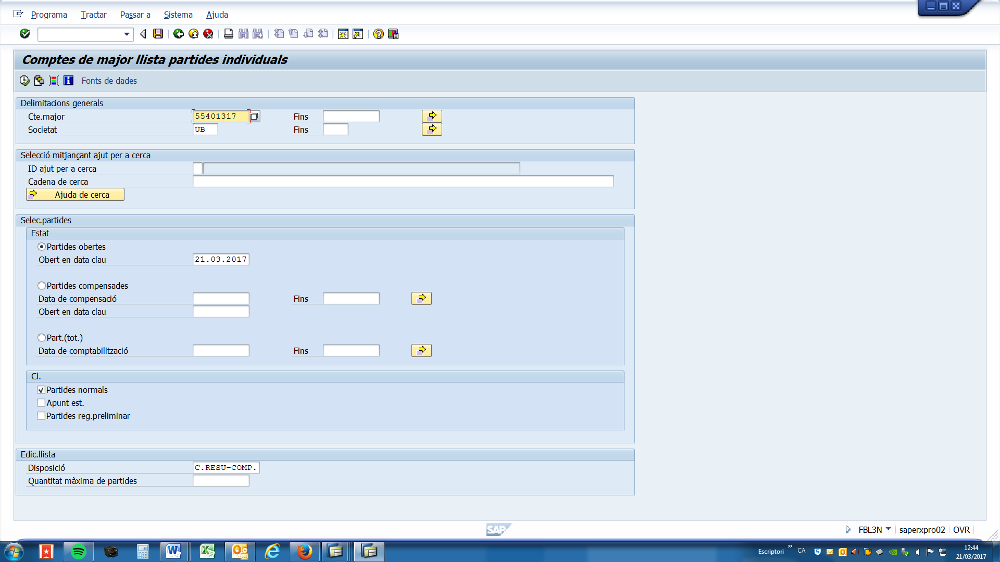 Programa Tractar Passar a Sistema Ajuda
Comptes de major llista partides individuals
Fonts de dades
Delimitacions generals
Cte.major 55401317 Fins
Societat UB Fins
Selecció mitjançant ajut per a cerca
ID ajut per a cerca
Cadena de cerca
Ajuda de cerca
Selec.partides
Estat
Partides obertes
Obert en data clau 21.03.2017
Partides compensades
Data de compensació Fins
Obert en data clau
Part.(tot.)
Data de comptabilització Fins
Cl.
Partides normals
Apunt est.
Partides reg.preliminar
Edic.llista
Disposició C.RESU-COMP.
Quantitat màxima de partides
SAP
FBL3N saperxpro02 OVR
Escriptori » CA 12:44
21/03/2017